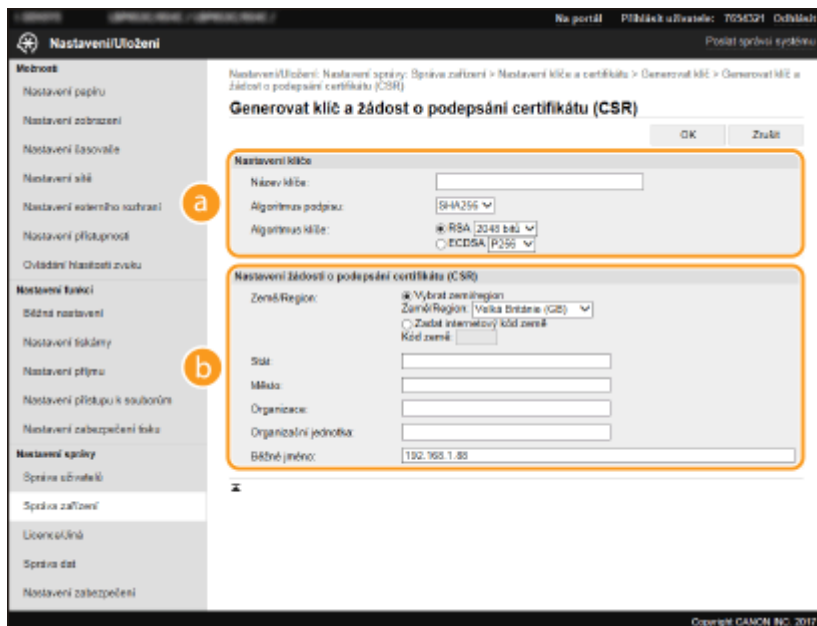 Na portál Přihlásit uživatele: 7654321 Odhlásit
Nastavení/Uložení
Poslat správci systému
Možnosti
Nastavení papíru
Nastavení zobrazení
Nastavení časovače
Nastavení sítě
Nastavení externího rozhraní
Nastavení přístupnosti
Ovládání hlasitosti zvuku
Nastavení funkcí
Běžná nastavení
Nastavení tiskárny
Nastavení příjmu
Nastavení přístupu k souborům
Nastavení zabezpečení tisku
Nastavení správy
Správa uživatelů
Správa zařízení
Licence/Jiná
Správa dat
Nastavení zabezpečení
Nastavení/Uložení: Nastavení správy: Správa zařízení > Nastavení klíče a certifikátu > Generovat klíč > Generovat klíč a
žádost o podepsání certifikátu (CSR)
Generovat klíč a žádost o podepsání certifikátu (CSR)
OK Zrušit
a
Nastavení klíče
Název klíče:
Algoritmus podpisu: SHA256
Algoritmus klíče: RSA 2048 bitů
ECDSA P256
b
Nastavení žádosti o podepsání certifikátu (CSR)
Země/Region: Vybrat zemi/region
Země/Region: Velká Británie (GB)
Zadat internetový kód země
Kód země:
Stát:
Město:
Organizace:
Organizační jednotka:
Běžné jméno: 192.168.1.88
Copyright CANON INC. 2017